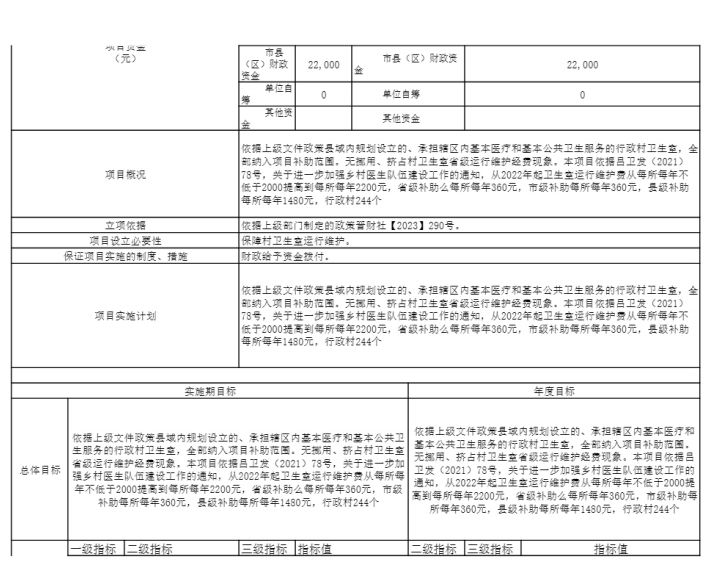 项目资金
（元）
市县
（区）财政
资金
22,000
市县（区）财政资
金
22,000
单位自
筹
0
单位自筹
0
其他资
金
其他资金
项目概况
依据上级文件政策县域内规划设立的、承担辖区内基本医疗和基本公共卫生服务的行政村卫生室，全
部纳入项目补助范围。无挪用、挤占村卫生室省级运行维护经费现象。本项目依据吕卫发（2021）
78号，关于进一步加强乡村医生队伍建设工作的通知，从2022年起卫生室运行维护费从每所每年不
低于2000提高到每所每年2200元，省级补助么每所每年360元，市级补助每所每年360元，县级补助
每所每年1480元，行政村244个
立项依据
依据上级部门制定的政策晋财社【2023】290号。
项目设立必要性
保障村卫生室运行维护。
保证项目实施的制度、措施
财政给予资金拨付。
项目实施计划
依据上级文件政策县域内规划设立的、承担辖区内基本医疗和基本公共卫生服务的行政村卫生室，全
部纳入项目补助范围。无挪用、挤占村卫生室省级运行维护经费现象。本项目依据吕卫发（2021）
78号，关于进一步加强乡村医生队伍建设工作的通知，从2022年起卫生室运行维护费从每所每年不
低于2000提高到每所每年2200元，省级补助么每所每年360元，市级补助每所每年360元，县级补助
每所每年1480元，行政村244个
实施期目标
年度目标
总体目标
依据上级文件政策县域内规划设立的、承担辖区内基本医疗和基本公共卫
生服务的行政村卫生室，全部纳入项目补助范围。无挪用、挤占村卫生室
省级运行维护经费现象。本项目依据吕卫发（2021）78号，关于进一步加
强乡村医生队伍建设工作的通知，从2022年起卫生室运行维护费从每所每
年不低于2000提高到每所每年2200元，省级补助么每所每年360元，市级
补助每所每年360元，县级补助每所每年1480元，行政村244个
依据上级文件政策县域内规划设立的、承担辖区内基本医疗和
基本公共卫生服务的行政村卫生室，全部纳入项目补助范围。
无挪用、挤占村卫生室省级运行维护经费现象。本项目依据吕
卫发（2021）78号，关于进一步加强乡村医生队伍建设工作的
通知，从2022年起卫生室运行维护费从每所每年不低于2000提
高到每所每年2200元，省级补助么每所每年360元，市级补助每
所每年360元，县级补助每所每年1480元，行政村244个
一级指标 二级指标 三级指标 指标值 二级指标 三级指标 指标值